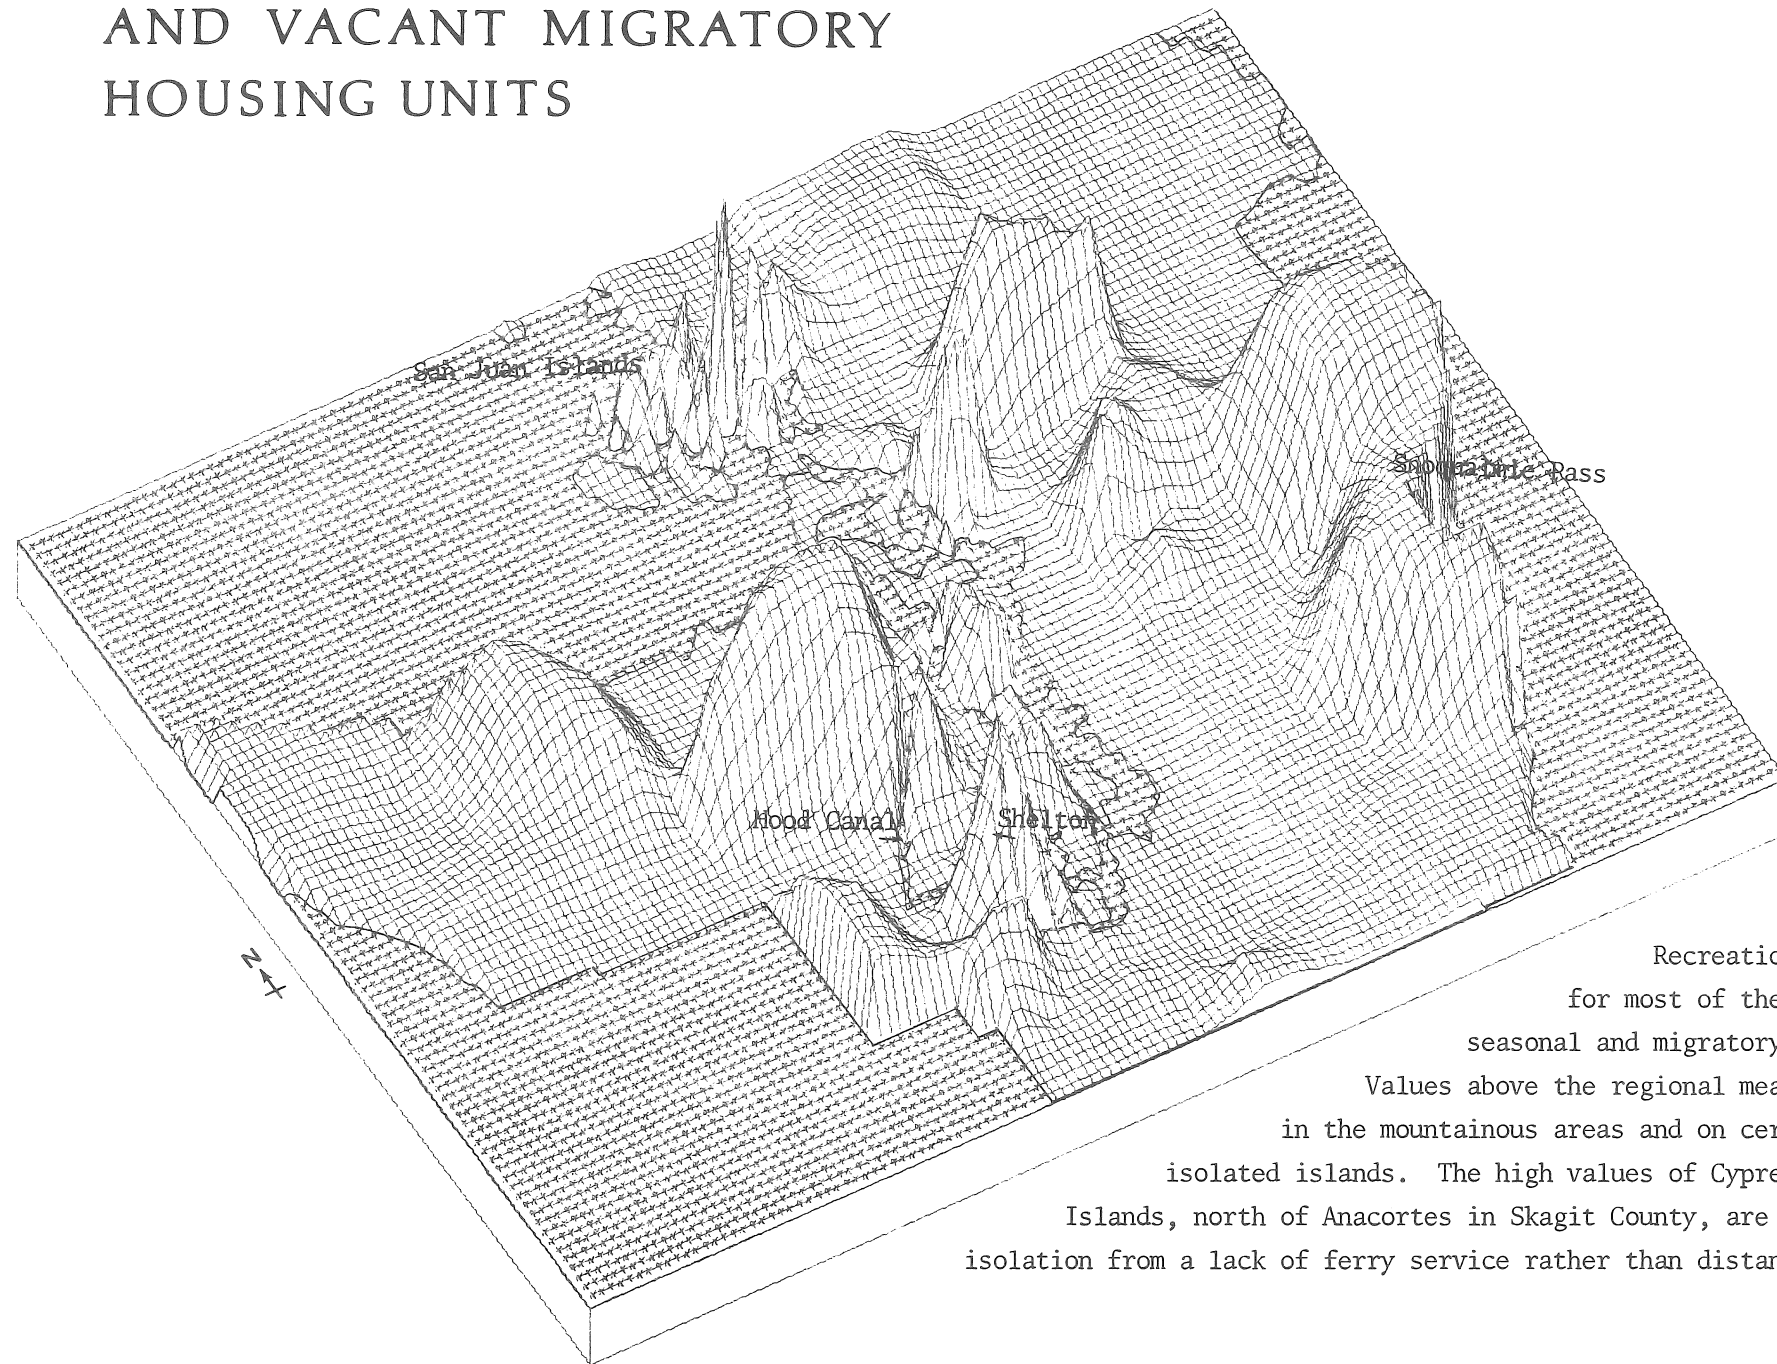 AND VACANT MIGRATORY
HOUSING UNITS
San Juan Islands
Snoqualmie Pass
Hood Canal
Shelton
N
Recreatio
for most of the
seasonal and migratory
Values above the regional mea
in the mountainous areas and on cer
isolated islands. The high values of Cypre
Islands, north of Anacortes in Skagit County, are
isolation from a lack of ferry service rather than distan